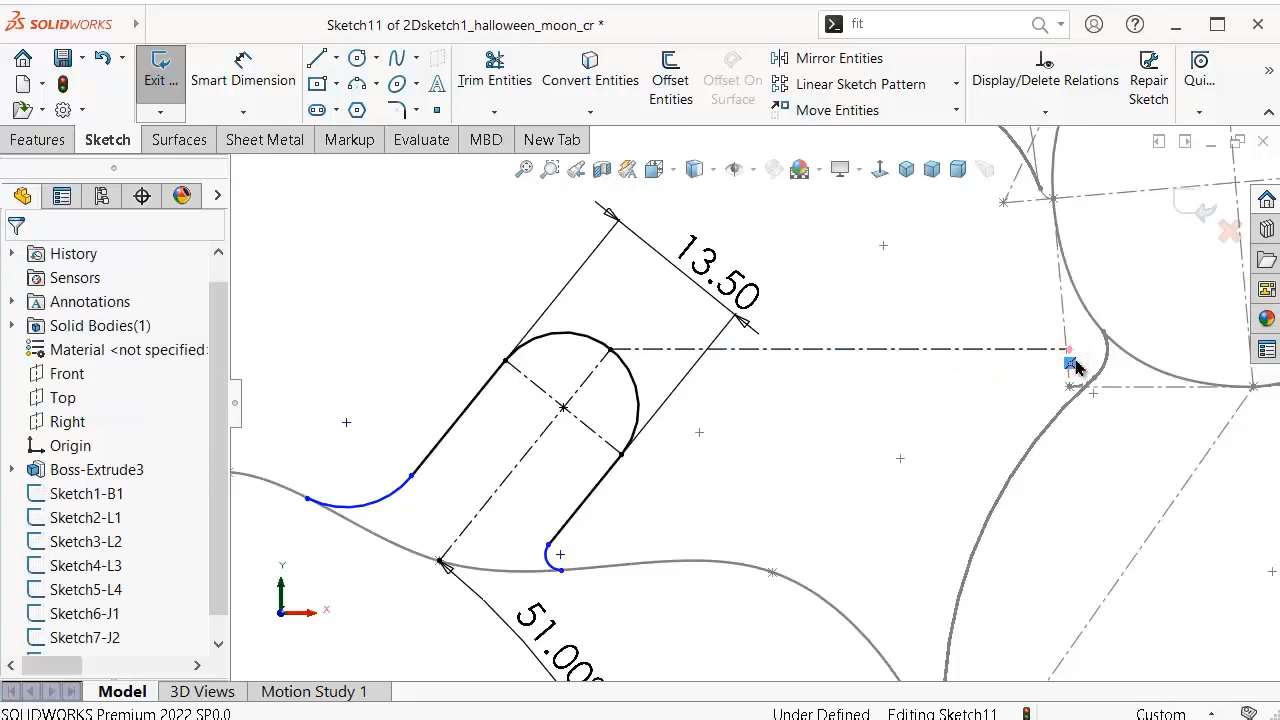 SOLIDWORKS
Sketch11 of 2Dsketch1_halloween_moon_cr *
fit
Exit ...
Smart Dimension
Trim Entities
Convert Entities
Offset Entities
Offset On Surface
Mirror Entities
Linear Sketch Pattern
Move Entities
Display/Delete Relations
Repair Sketch
Qui...
Features
Sketch
Surfaces
Sheet Metal
Markup
Evaluate
MBD
New Tab
History
Sensors
Annotations
Solid Bodies(1)
Material <not specified>
Front
Top
Right
Origin
Boss-Extrude3
Sketch1-B1
Sketch2-L1
Sketch3-L2
Sketch4-L3
Sketch5-L4
Sketch6-J1
Sketch7-J2
13.50
51.00°
Y
X
Model
3D Views
Motion Study 1
SOLIDWORKS Premium 2022 SP0.0
Under Defined
Editing Sketch11
Custom